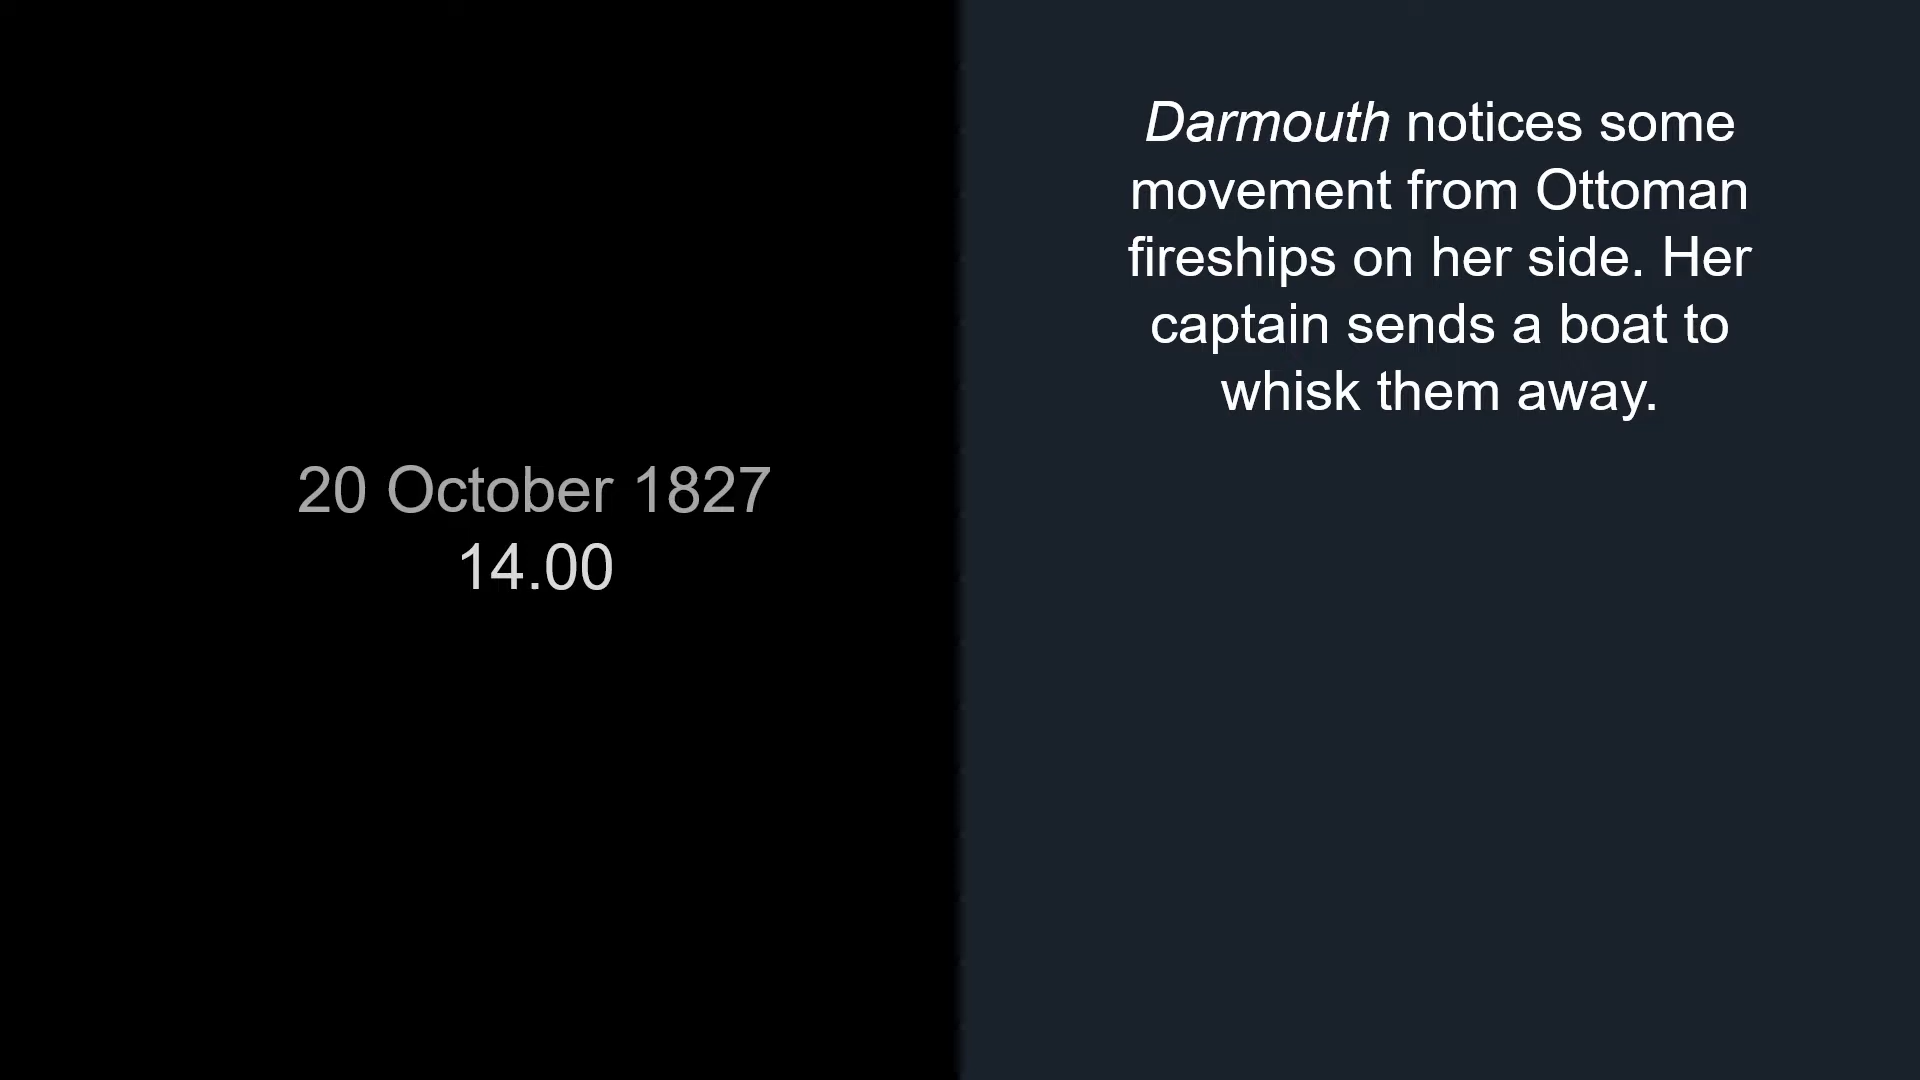 20 October 1827
14.00
Darmouth notices some
movement from Ottoman
fireships on her side. Her
captain sends a boat to
whisk them away.